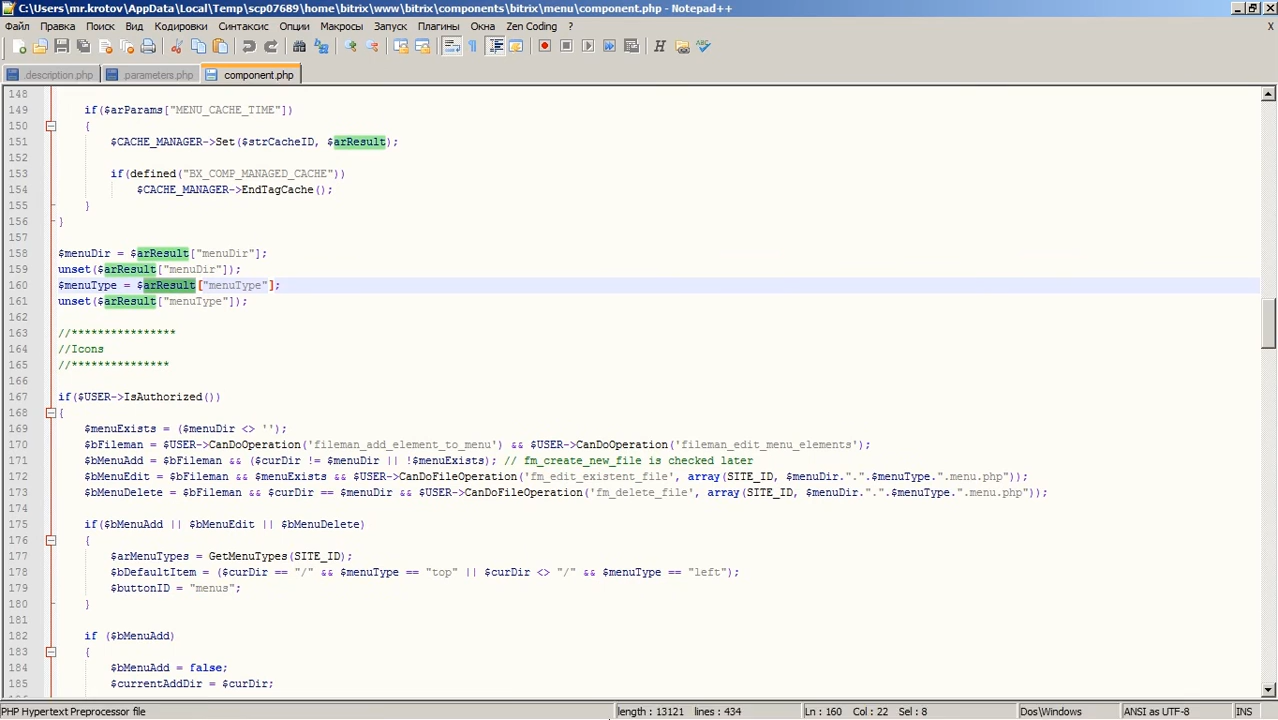 C:\Users\mr.krotov\AppData\Local\Temp\scp07689\home\bitrix\www\bitrix\components\bitrix\menu\component.php - Notepad++
Файл Правка Поиск Вид Кодировки Синтаксис Опции Макросы Запуск Плагины Окна Zen Coding X
description.php parameters.php component.php
148
149 if($arParams["MENU_CACHE_TIME"])
150 {
151 $CACHE_MANAGER->Set($strCacheID, $arResult);
152
153 if(defined("BX_COMP_MANAGED_CACHE"))
154 $CACHE_MANAGER->EndTagCache();
155 }
156 }
157
158 $menuDir = $arResult["menuDir"];
159 unset($arResult["menuDir"]);
160 $menuType = $arResult["menuType"];
161 unset($arResult["menuType"]);
162
163 //****************
164 //Icons
165 //***************
166
167 if($USER->IsAuthorized())
168 {
169 $menuExists = ($menuDir <> '');
170 $bFileman = $USER->CanDoOperation('fileman_add_element_to_menu') && $USER->CanDoOperation('fileman_edit_menu_elements');
171 $bMenuAdd = $bFileman && ($curDir != $menuDir || !$menuExists); // fm_create_new_file is checked later
172 $bMenuEdit = $bFileman && $menuExists && $USER->CanDoFileOperation('fm_edit_existent_file', array(SITE_ID, $menuDir.".".$menuType.".menu.php"));
173 $bMenuDelete = $bFileman && $curDir == $menuDir && $USER->CanDoFileOperation('fm_delete_file', array(SITE_ID, $menuDir.".".$menuType.".menu.php"));
174
175 if($bMenuAdd || $bMenuEdit || $bMenuDelete)
176 {
177 $arMenuTypes = GetMenuTypes(SITE_ID);
178 $bDefaultItem = ($curDir == "/" && $menuType == "top" || $curDir <> "/" && $menuType == "left");
179 $buttonID = "menus";
180 }
181
182 if ($bMenuAdd)
183 {
184 $bMenuAdd = false;
185 $currentAddDir = $curDir;
PHP Hypertext Preprocessor file length : 13121 lines : 434 Ln : 160 Col : 22 Sel : 8 Dos\Windows ANSI as UTF-8 INS